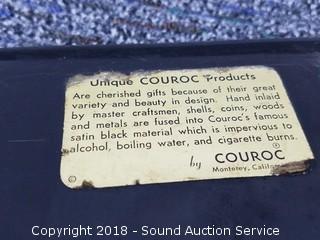 Unique COUROC Products
Are cherished gifts because of their great
variety and beauty in design. Hand inlaid
by master craftsmen, shells, coins, woods
and metals are fused into Couroc's famous
satin black material which is impervious to
alcohol, boiling water, and cigarette burns.
by COUROC ®
© Monterey, Califor
Copyright 2018 - Sound Auction Service